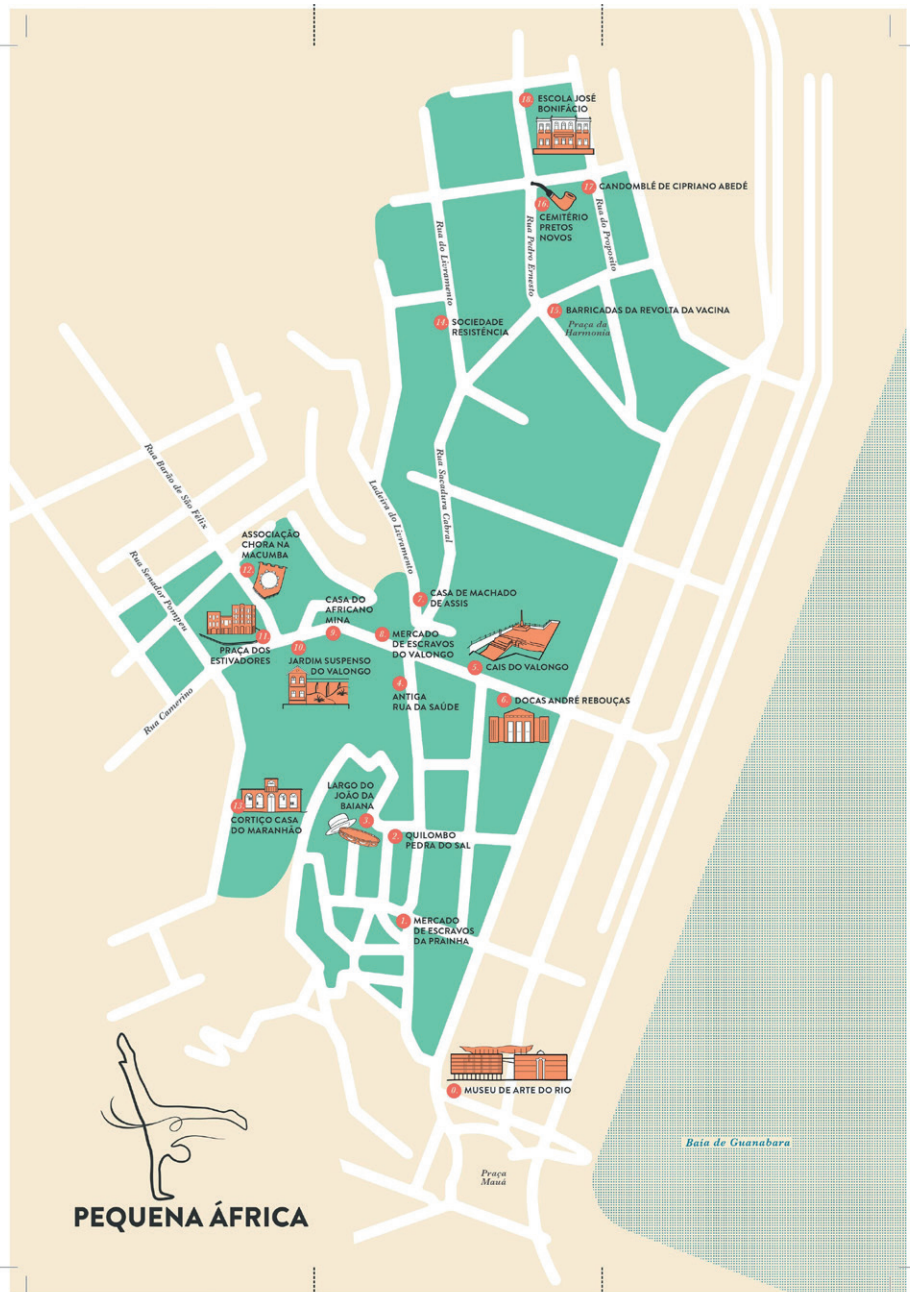 18. ESCOLA JOSÉ
BONIFÁCIO
17. CANDOMBLÉ DE CIPRIANO ABEDÉ
16.
CEMITÉRIO
PRETOS
NOVOS
Rua do Livramento
Rua Pedro Ernesto
Rua do Proposito
15. BARRICADAS DA REVOLTA DA VACINA
Praça da
Harmonia
14. SOCIEDADE
RESISTÊNCIA
Rua Barão de São Félix
Rua Sacadura Cabral
Ladeira do Livramento
Rua Senador Pompeu
ASSOCIAÇÃO
CHORA NA
MACUMBA
12.
CASA DO
AFRICANO
MINA
9.
7. CASA DE MACHADO
DE ASSIS
8. MERCADO
DE ESCRAVOS
DO VALONGO
11.
PRAÇA DOS
ESTIVADORES
10.
JARDIM SUSPENSO
DO VALONGO
5. CAIS DO VALONGO
4.
ANTIGA
RUA DA SAÚDE
6. DOCAS ANDRÉ REBOUÇAS
Rua Camerino
13.
CORTIÇO CASA
DO MARANHÃO
LARGO DO
JOÃO DA
BAIANA
3.
2. QUILOMBO
PEDRA DO SAL
1. MERCADO
DE ESCRAVOS
DA PRAINHA
0. MUSEU DE ARTE DO RIO
Baía de Guanabara
Praça
Mauá
PEQUENA ÁFRICA